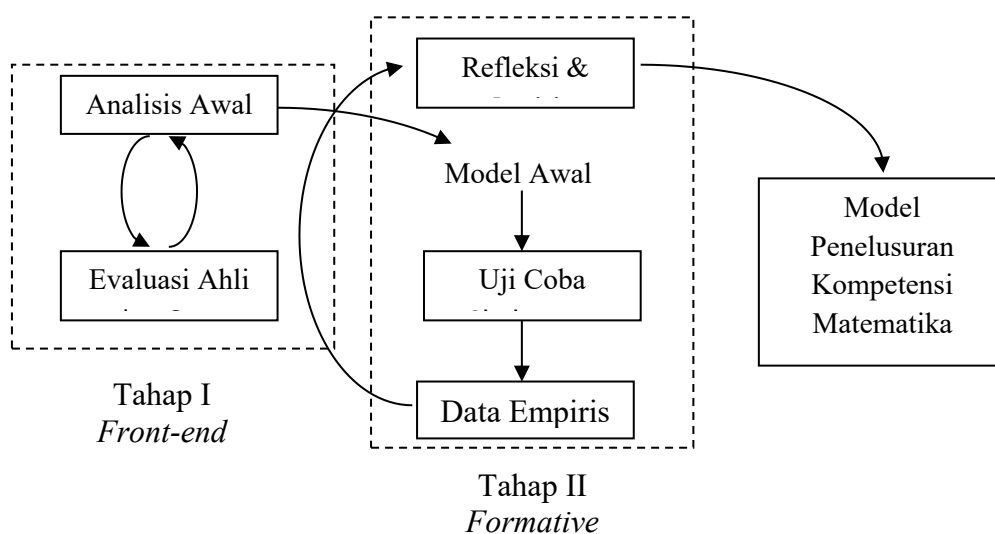 Analisis Awal
Evaluasi Ahli
Tahap I
Front-end
Refleksi &
Model Awal
Uji Coba
Data Empiris
Tahap II
Formative
Model
Penelusuran
Kompetensi
Matematika